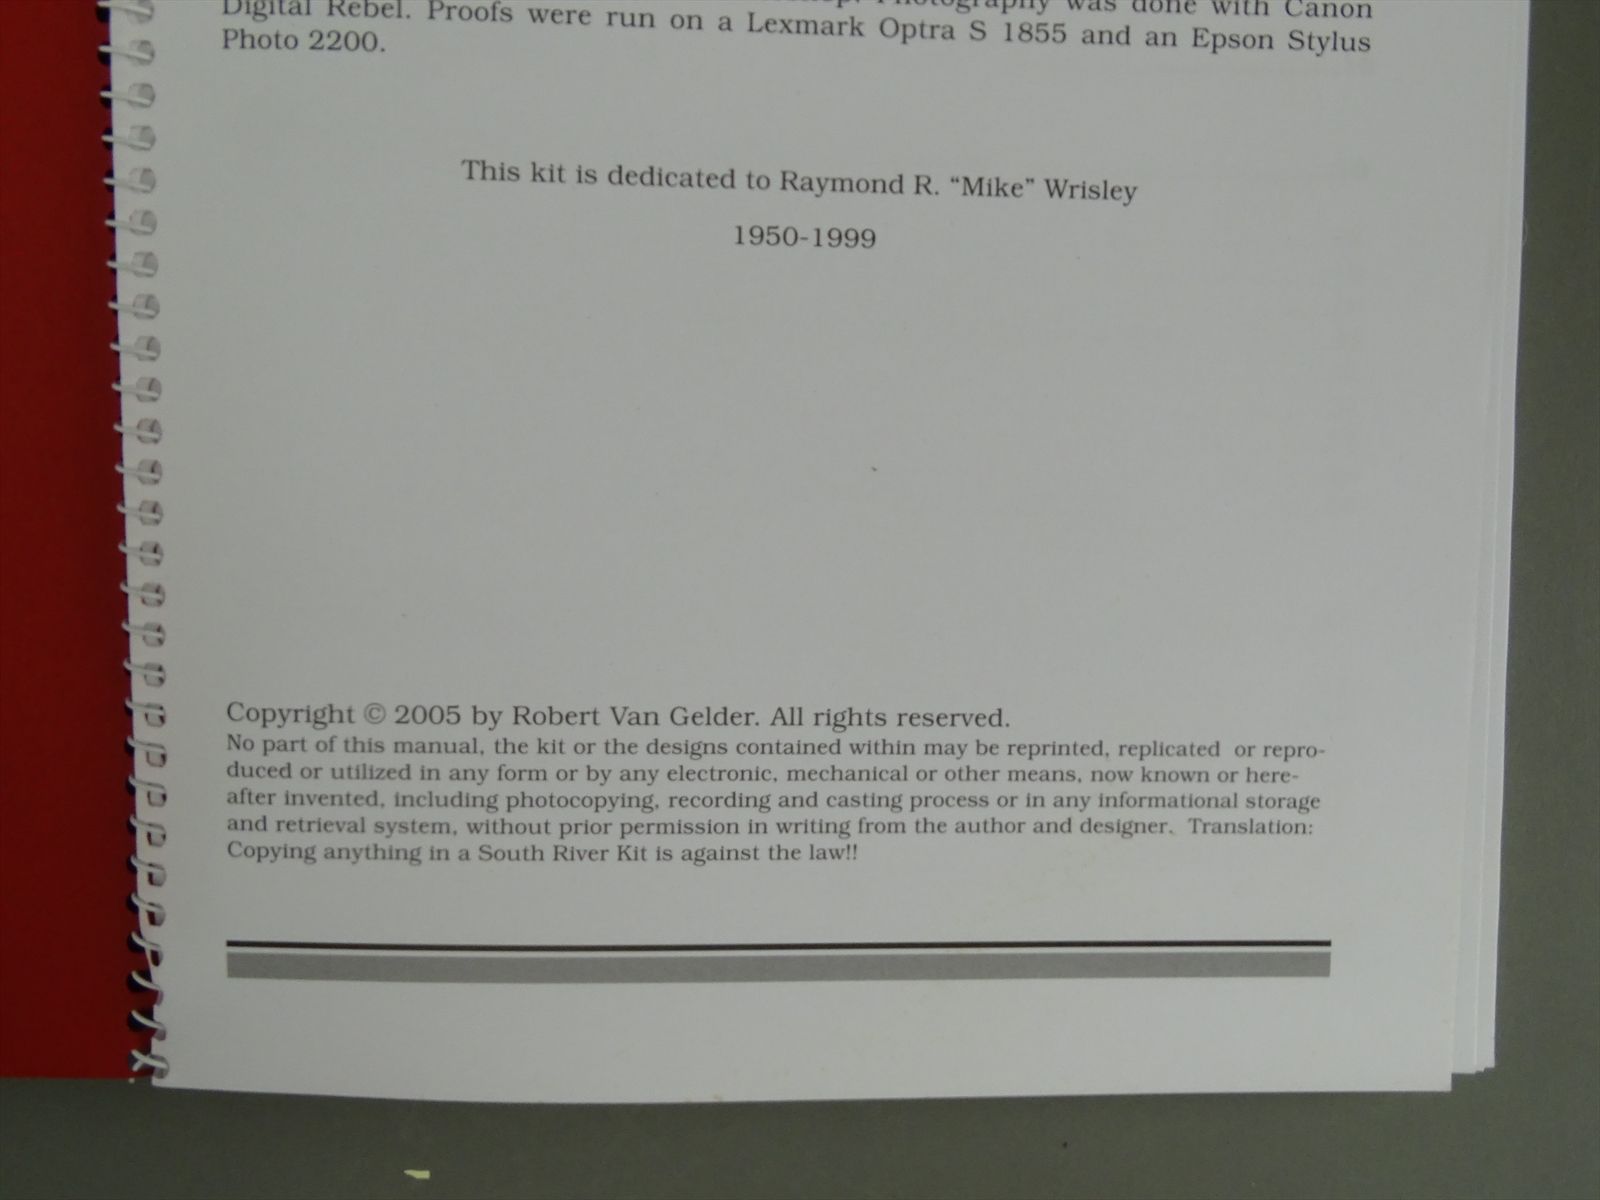 Photography was done with Canon
Digital Rebel. Proofs were run on a Lexmark Optra S 1855 and an Epson Stylus
Photo 2200.
This kit is dedicated to Raymond R. “Mike” Wrisley
1950-1999
Copyright © 2005 by Robert Van Gelder. All rights reserved.
No part of this manual, the kit or the designs contained within may be reprinted, replicated or repro-
duced or utilized in any form or by any electronic, mechanical or other means, now known or here-
after invented, including photocopying, recording and casting process or in any informational storage
and retrieval system, without prior permission in writing from the author and designer. Translation:
Copying anything in a South River Kit is against the law!!